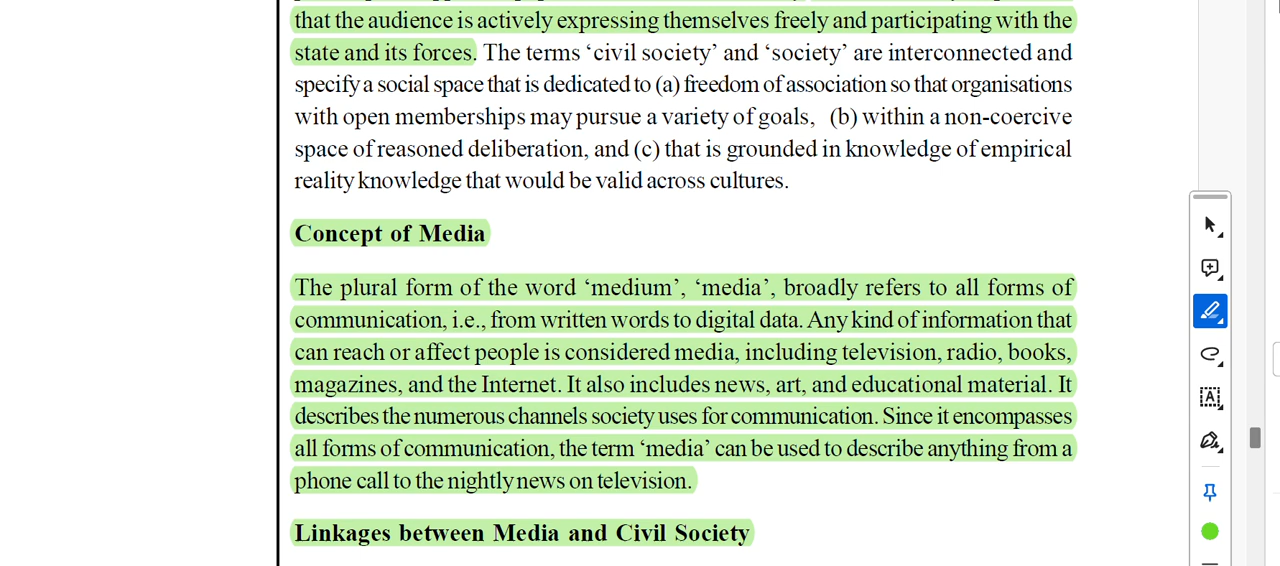 that the audience is actively expressing themselves freely and participating with the
state and its forces. The terms ‘civil society’ and ‘society’ are interconnected and
specify a social space that is dedicated to (a) freedom of association so that organisations
with open memberships may pursue a variety of goals, (b) within a non-coercive
space of reasoned deliberation, and (c) that is grounded in knowledge of empirical
reality knowledge that would be valid across cultures.
Concept of Media
The plural form of the word ‘medium’, ‘media’, broadly refers to all forms of
communication, i.e., from written words to digital data. Any kind of information that
can reach or affect people is considered media, including television, radio, books,
magazines, and the Internet. It also includes news, art, and educational material. It
describes the numerous channels society uses for communication. Since it encompasses
all forms of communication, the term ‘media’ can be used to describe anything from a
phone call to the nightly news on television.
Linkages between Media and Civil Society